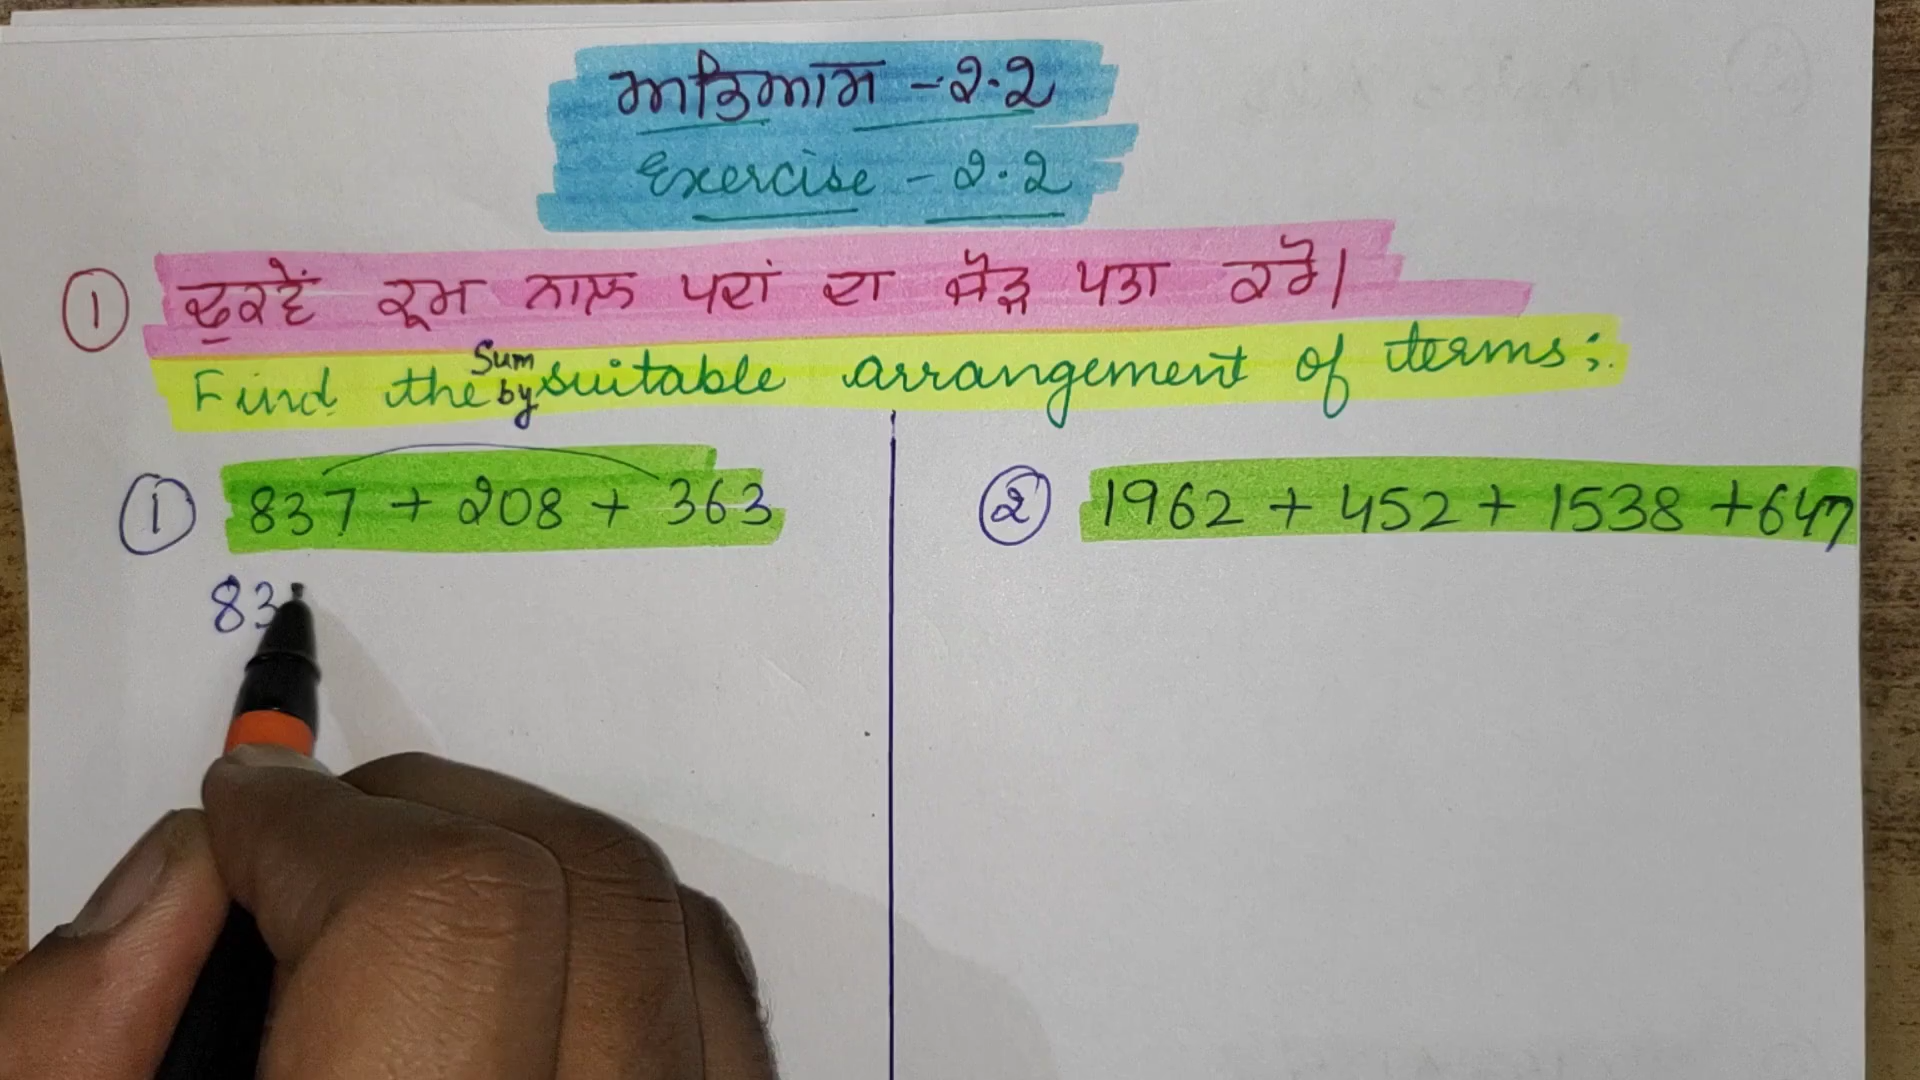 ਅਭਿਆਸ - 2.2
Exercise - 2.2
① ਢੁਕਵੇਂ ਕ੍ਰਮ ਨਾਲ ਪਦਾਂ ਦਾ ਜੋੜ ਪਤਾ ਕਰੋ।
Find the sum by suitable arrangement of terms:
① 837 + 208 + 363
② 1962 + 452 + 1538 + 647
83